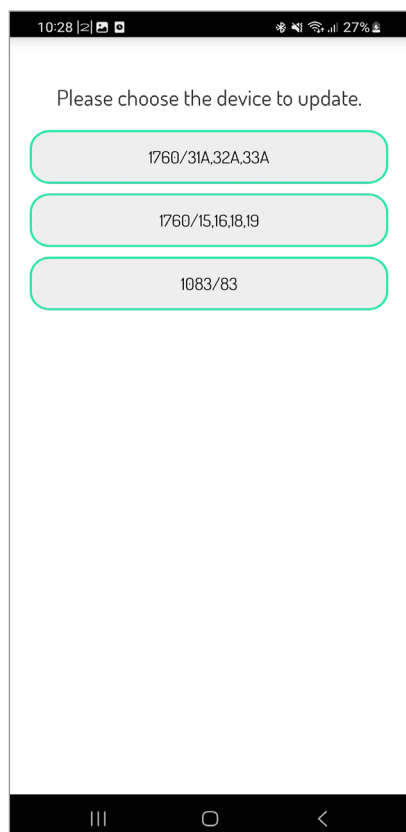 10:28 |2|
27%
Please choose the device to update.
1760/31A,32A,33A
1760/15,16,18,19
1083/83